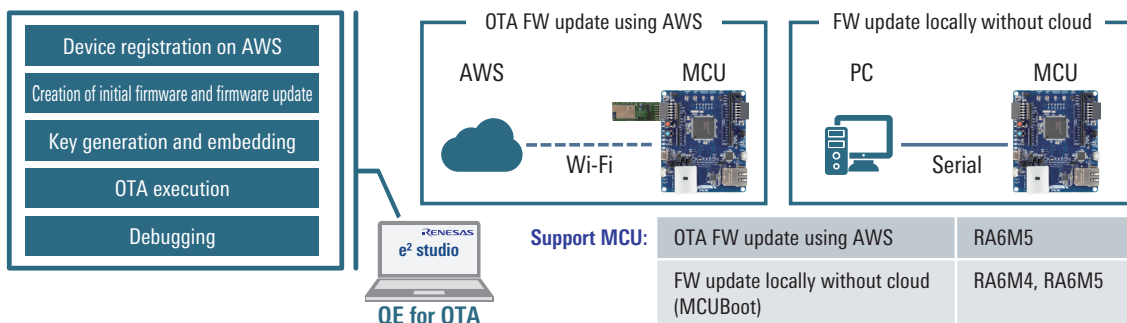 Device registration on AWS
Creation of initial firmware and firmware update
Key generation and embedding
OTA execution
Debugging
RENESAS
e² studio
QE for OTA
OTA FW update using AWS
AWS
MCU
Wi-Fi
FW update locally without cloud
PC
MCU
Serial
Support MCU:
OTA FW update using AWS
RA6M5
FW update locally without cloud
(MCUBoot)
RA6M4, RA6M5